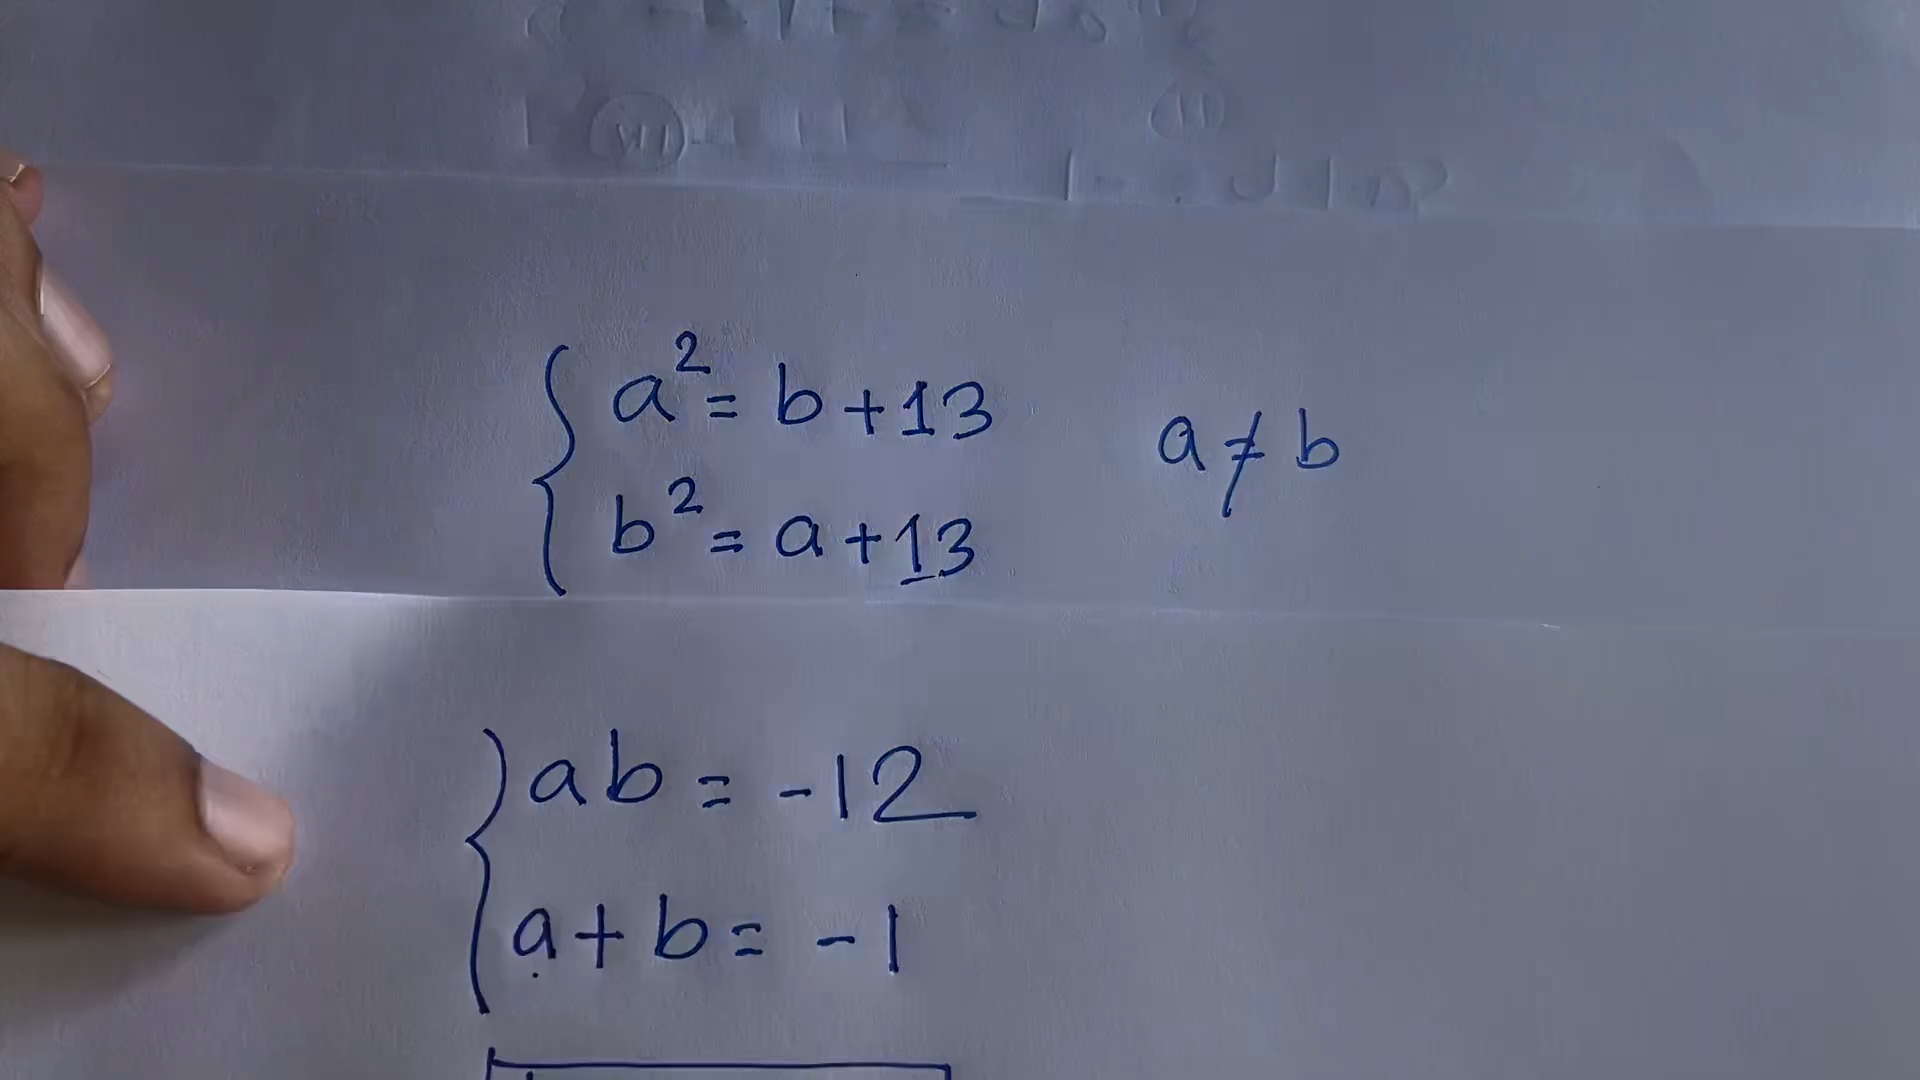 a² = b + 13
b² = a + 13
a ≠ b
ab = -12
a + b = -1